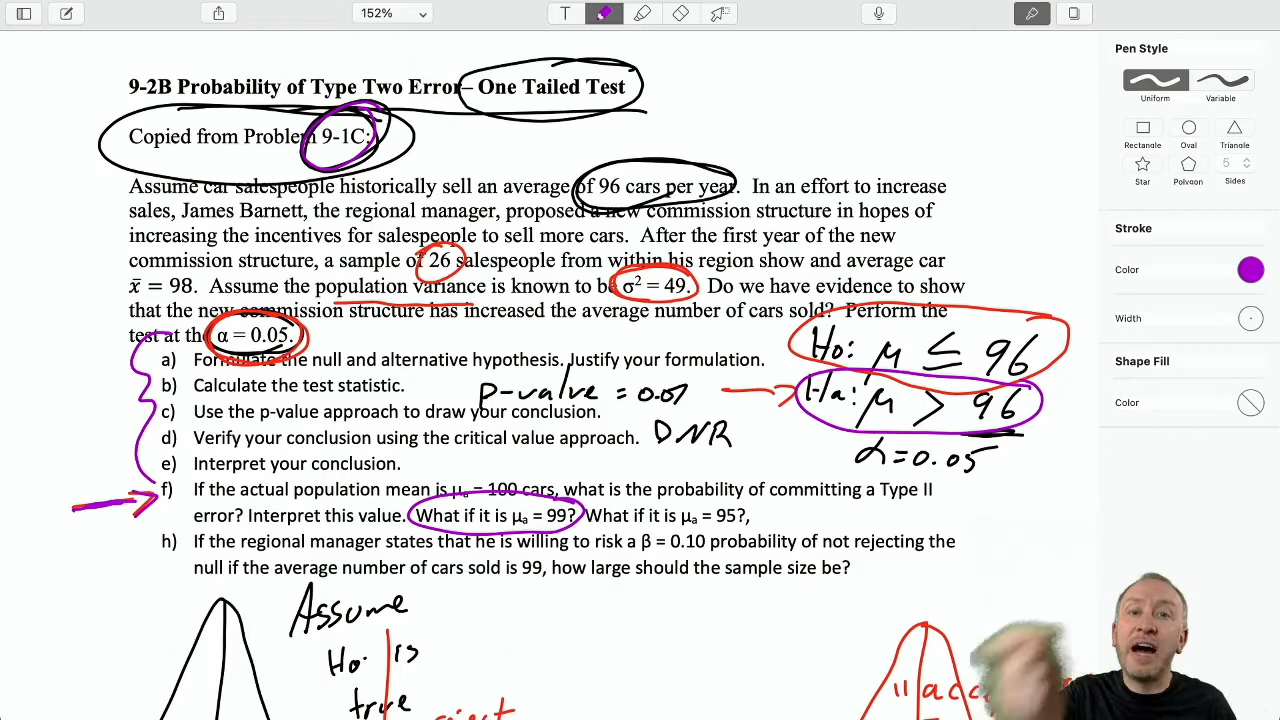 152%
T
9-2B Probability of Type Two Error– One Tailed Test
Copied from Problem 9-1C:
Assume car salespeople historically sell an average of 96 cars per year. In an effort to increase
sales, James Barnett, the regional manager, proposed a new commission structure in hopes of
increasing the incentives for salespeople to sell more cars. After the first year of the new
commission structure, a sample of 26 salespeople from within his region show and average car
x̄ = 98. Assume the population variance is known to be σ² = 49. Do we have evidence to show
that the new commission structure has increased the average number of cars sold? Perform the
test at the α = 0.05.
Ho: μ ≤ 96
a) Formulate the null and alternative hypothesis. Justify your formulation.
b) Calculate the test statistic.
p-value = 0.07
Ha: μ > 96
c) Use the p-value approach to draw your conclusion.
d) Verify your conclusion using the critical value approach.
DNR
α = 0.05
e) Interpret your conclusion.
f) If the actual population mean is μₐ = 100 cars, what is the probability of committing a Type II
error? Interpret this value. What if it is μₐ = 99? What if it is μₐ = 95?,
h) If the regional manager states that he is willing to risk a β = 0.10 probability of not rejecting the
null if the average number of cars sold is 99, how large should the sample size be?
Assume
Ho: is
true
Pen Style
Uniform
Variable
Rectangle
Oval
Triangle
Star
Polygon
5
Sides
Stroke
Color
Width
Shape Fill
Color